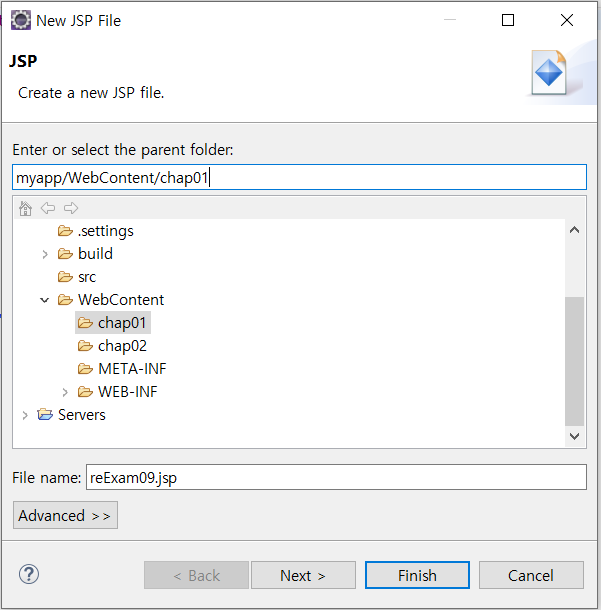 New JSP File
JSP
Create a new JSP file.
Enter or select the parent folder:
myapp/WebContent/chap01
.settings
build
src
WebContent
chap01
chap02
META-INF
WEB-INF
Servers
File name: reExam09.jsp
Advanced >>
? < Back Next > Finish Cancel